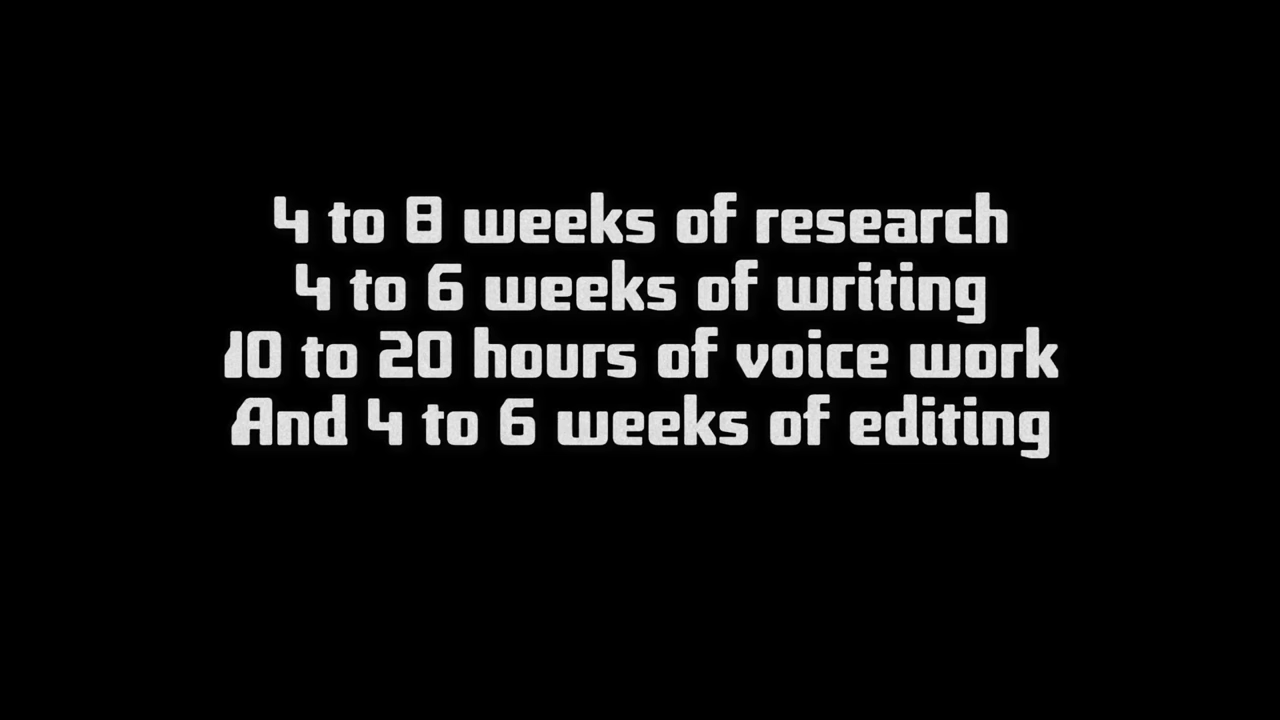 4 to 8 weeks of research
4 to 6 weeks of writing
10 to 20 hours of voice work
And 4 to 6 weeks of editing